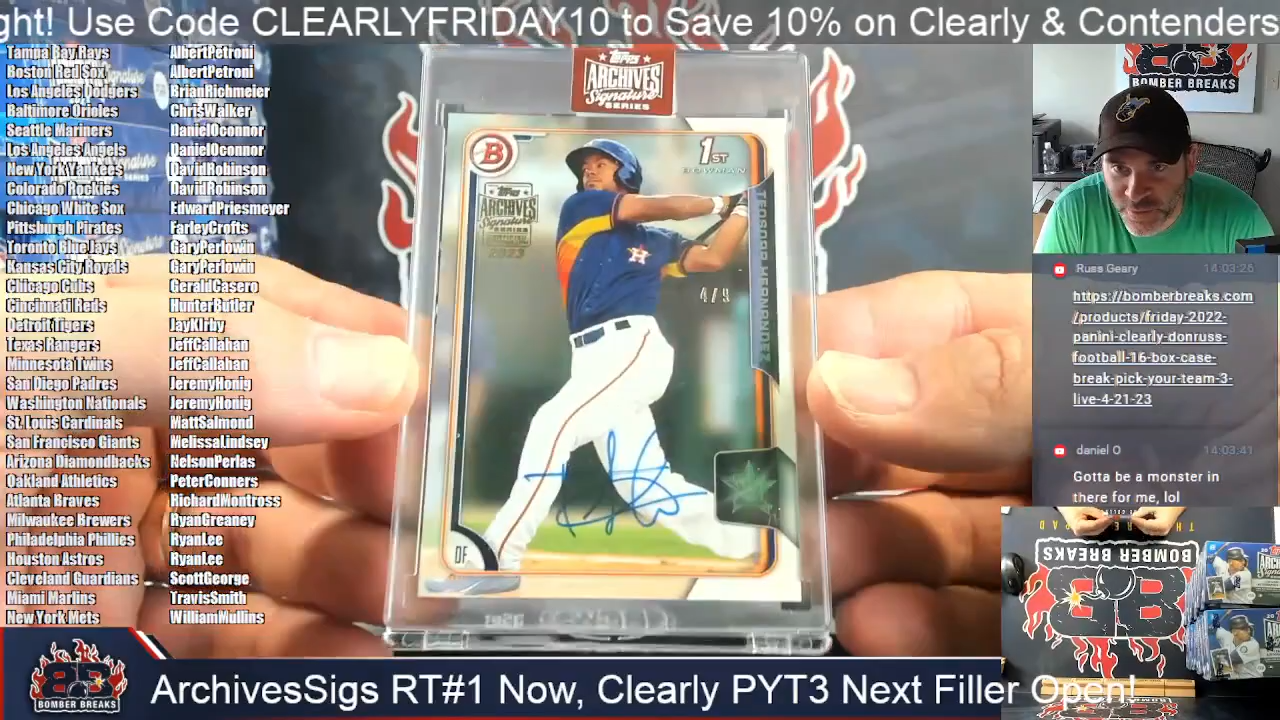 ght! Use Code CLEARLYFRIDAY10 to Save 10% on Clearly & Contenders
Tampa Bay Rays AlbertPetroni
Boston Red Sox AlbertPetroni
Los Angeles Dodgers BrianRichmeier
Baltimore Orioles ChrisWalker
Seattle Mariners DanielOconnor
Los Angeles Angels DanielOconnor
New York Yankees DavidRobinson
Colorado Rockies DavidRobinson
Chicago White Sox EdwardPriesmeyer
Pittsburgh Pirates FarleyCrofts
Toronto Blue Jays GaryPerlowin
Kansas City Royals GaryPerlowin
Chicago Cubs GeraldCasero
Cincinnati Reds HunterButler
Detroit Tigers JayKIrby
Texas Rangers JeffCallahan
Minnesota Twins JeffCallahan
San Diego Padres JeremyHonig
Washington Nationals JeremyHonig
St. Louis Cardinals MattSalmond
San Francisco Giants MelissaLindsey
Arizona Diamondbacks NelsonPerlas
Oakland Athletics PeterConners
Atlanta Braves RichardMontross
Milwaukee Brewers RyanGreaney
Philadelphia Phillies RyanLee
Houston Astros RyanLee
Cleveland Guardians ScottGeorge
Miami Marlins TravisSmith
New York Mets WilliamMullins
Topps
ARCHIVES
Signature
SERIES
B
1ST
BOWMAN
Topps
ARCHIVES
Signature
SERIES
2023
TEOSCAR HERNANDEZ
H
4/9
OF
BOMBER BREAKS
Russ Geary 14:03:26
https://bomberbreaks.com
/products/friday-2022-
panini-clearly-donruss-
football-16-box-case-
break-pick-your-team-3-
live-4-21-23
daniel O 14:03:41
Gotta be a monster in
there for me, lol
BOMBER BREAKS
BB
BB
BOMBER BREAKS
ArchivesSigs RT#1 Now, Clearly PYT3 Next Filler Open!